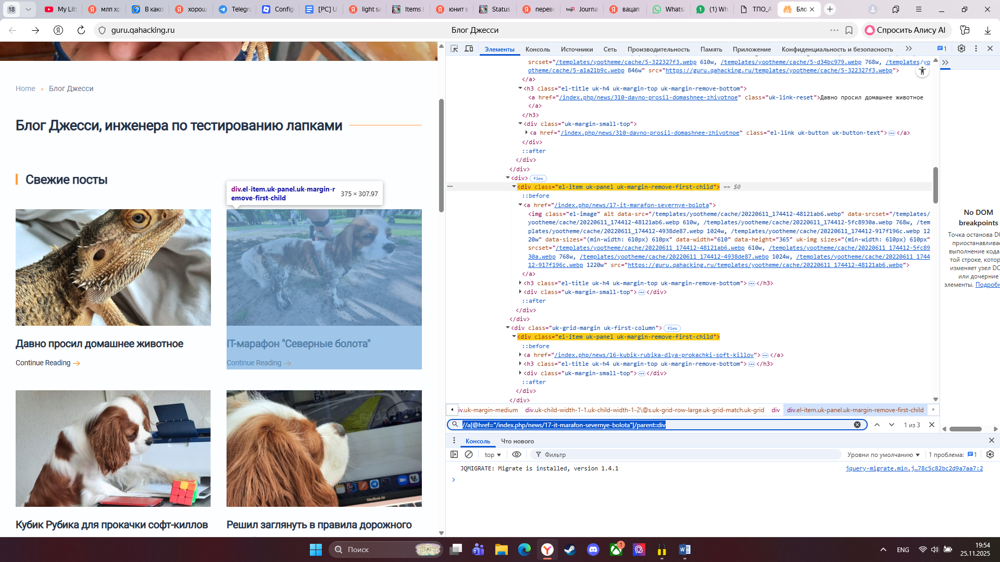 18
My Litt
млп хр
В како
хорош
Telegra
Config
[PC] U
light sa
Items |
юнит в
Status
перево
top1 Journa
вацап
Whats
(1) Wh
ТПО_А
Бло
guru.qahacking.ru
Блог Джесси
Спросить Алису AI
Home » Блог Джесси
Блог Джесси, инженера по тестированию лапками
Свежие посты
div.el-item.uk-panel.uk-margin-r
emove-first-child
375 × 307.97
Давно просил домашнее животное
Continue Reading
IT-марафон "Северные болота"
Continue Reading
Кубик Рубика для прокачки софт-киллов
Решил заглянуть в правила дорожного
MacBook Air
Элементы Консоль Источники Сеть Производительность Память Приложение Конфиденциальность и безопасность
1
srcset="/templates/yootheme/cache/5-322327f3.webp 610w, /templates/yootheme/cache/5-d34bc979.webp 768w, /templates/yo
otheme/cache/5-a1a21b9c.webp 846w" src="https://guru.qahacking.ru/templates/yootheme/cache/5-322327f3.webp">
</a>
<h3 class="el-title uk-h4 uk-margin-top uk-margin-remove-bottom">
<a href="/index.php/news/310-davno-prosil-domashnee-zhivotnoe" class="uk-link-reset">Давно просил домашнее животное
</a>
</h3>
<div class="uk-margin-small-top">
<a href="/index.php/news/310-davno-prosil-domashnee-zhivotnoe" class="el-link uk-button uk-button-text">…</a>
</div>
::after
</div>
</div>
<div> flex
<div class="el-item uk-panel uk-margin-remove-first-child"> == $0
::before
<a href="/index.php/news/17-it-marafon-severnye-bolota">
<img class="el-image" alt data-src="/templates/yootheme/cache/20220611_174412-48121ab6.webp" data-srcset="/templates/
yootheme/cache/20220611_174412-48121ab6.webp 610w, /templates/yootheme/cache/20220611_174412-5fc8930a.webp 768w, /tem
plates/yootheme/cache/20220611_174412-4938de87.webp 1024w, /templates/yootheme/cache/20220611_174412-917f196c.webp 12
20w" data-sizes="(min-width: 610px) 610px" data-width="610" data-height="365" uk-img sizes="(min-width: 610px) 610px"
srcset="/templates/yootheme/cache/20220611_174412-48121ab6.webp 610w, /templates/yootheme/cache/20220611_174412-5fc89
30a.webp 768w, /templates/yootheme/cache/20220611_174412-4938de87.webp 1024w, /templates/yootheme/cache/20220611_1744
12-917f196c.webp 1220w" src="https://guru.qahacking.ru/templates/yootheme/cache/20220611_174412-48121ab6.webp">
</a>
<h3 class="el-title uk-h4 uk-margin-top uk-margin-remove-bottom">…</h3>
<div class="uk-margin-small-top">…</div>
::after
</div>
</div>
<div class="uk-grid-margin uk-first-column"> flex
<div class="el-item uk-panel uk-margin-remove-first-child">
::before
<a href="/index.php/news/16-kubik-rubika-dlya-prokachki-soft-killov">…</a>
<h3 class="el-title uk-h4 uk-margin-top uk-margin-remove-bottom">…</h3>
<div class="uk-margin-small-top">…</div>
::after
</div>
</div>
No DOM
breakpoints
Точка останова DO
приостанавливае
выполнение кода
той строке, котор
изменяет узел DO
или дочерние
элементы. Подробн
iv.uk-margin-medium div.uk-child-width-1-1.uk-child-width-1-2\@s.uk-grid-row-large.uk-grid-match.uk-grid div div.el-item.uk-panel.uk-margin-remove-first-child
//a[@href="/index.php/news/17-it-marafon-severnye-bolota"]/parent::div
1 из 3
Консоль Что нового
top ▼ Фильтр Уровни по умолчанию ▼ 1 проблема: 1
JQMIGRATE: Migrate is installed, version 1.4.1
jquery-migrate.min.j…78c5c82bc2d9a7aa7:2
Поиск
1
ENG
19:54
25.11.2025